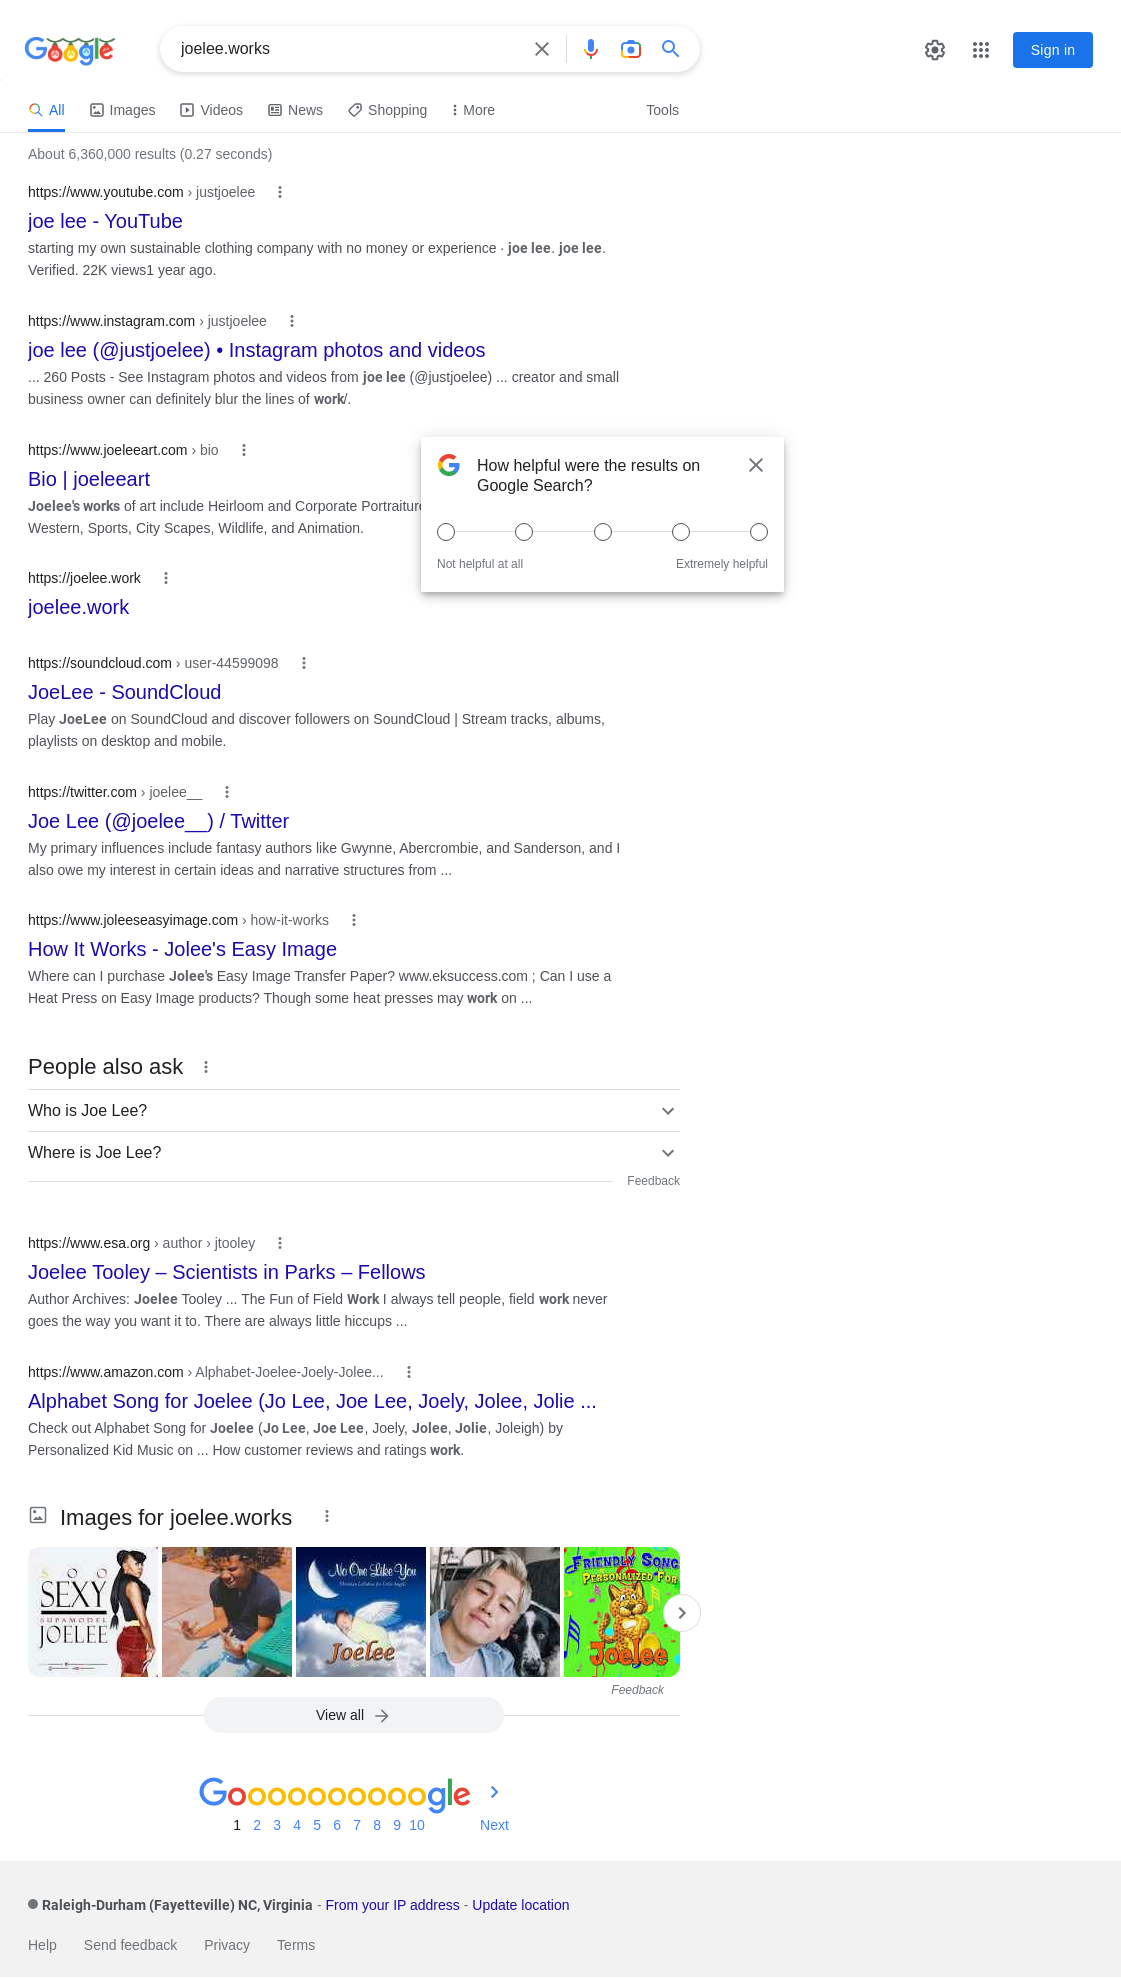 Google
joelee.works
Sign in
All Images Videos News Shopping More Tools
About 6,360,000 results (0.27 seconds)
https://www.youtube.com › justjoelee
joe lee - YouTube
starting my own sustainable clothing company with no money or experience · joe lee. joe lee.
Verified. 22K views1 year ago.
https://www.instagram.com › justjoelee
joe lee (@justjoelee) • Instagram photos and videos
... 260 Posts - See Instagram photos and videos from joe lee (@justjoelee) ... creator and small
business owner can definitely blur the lines of work/.
https://www.joeleeart.com › bio
Bio | joeleeart
Joelee's works of art include Heirloom and Corporate Portraiture
Western, Sports, City Scapes, Wildlife, and Animation.
How helpful were the results on
Google Search?
Not helpful at all Extremely helpful
https://joelee.work
joelee.work
https://soundcloud.com › user-44599098
JoeLee - SoundCloud
Play JoeLee on SoundCloud and discover followers on SoundCloud | Stream tracks, albums,
playlists on desktop and mobile.
https://twitter.com › joelee__
Joe Lee (@joelee__) / Twitter
My primary influences include fantasy authors like Gwynne, Abercrombie, and Sanderson, and I
also owe my interest in certain ideas and narrative structures from ...
https://www.joleeseasyimage.com › how-it-works
How It Works - Jolee's Easy Image
Where can I purchase Jolee's Easy Image Transfer Paper? www.eksuccess.com ; Can I use a
Heat Press on Easy Image products? Though some heat presses may work on ...
People also ask
Who is Joe Lee?
Where is Joe Lee?
Feedback
https://www.esa.org › author › jtooley
Joelee Tooley – Scientists in Parks – Fellows
Author Archives: Joelee Tooley ... The Fun of Field Work I always tell people, field work never
goes the way you want it to. There are always little hiccups ...
https://www.amazon.com › Alphabet-Joelee-Joely-Jolee...
Alphabet Song for Joelee (Jo Lee, Joe Lee, Joely, Jolee, Jolie ...
Check out Alphabet Song for Joelee (Jo Lee, Joe Lee, Joely, Jolee, Jolie, Joleigh) by
Personalized Kid Music on ... How customer reviews and ratings work.
Images for joelee.works
SOO
SEXY
SUPAMODEL
JOELEE
No One Like You
Joelee
FRIENDLY SONG
PERSONALIZED FOR
Joelee
Feedback
View all
Goooooooooogle
1 2 3 4 5 6 7 8 9 10 Next
Raleigh-Durham (Fayetteville) NC, Virginia - From your IP address - Update location
Help Send feedback Privacy Terms